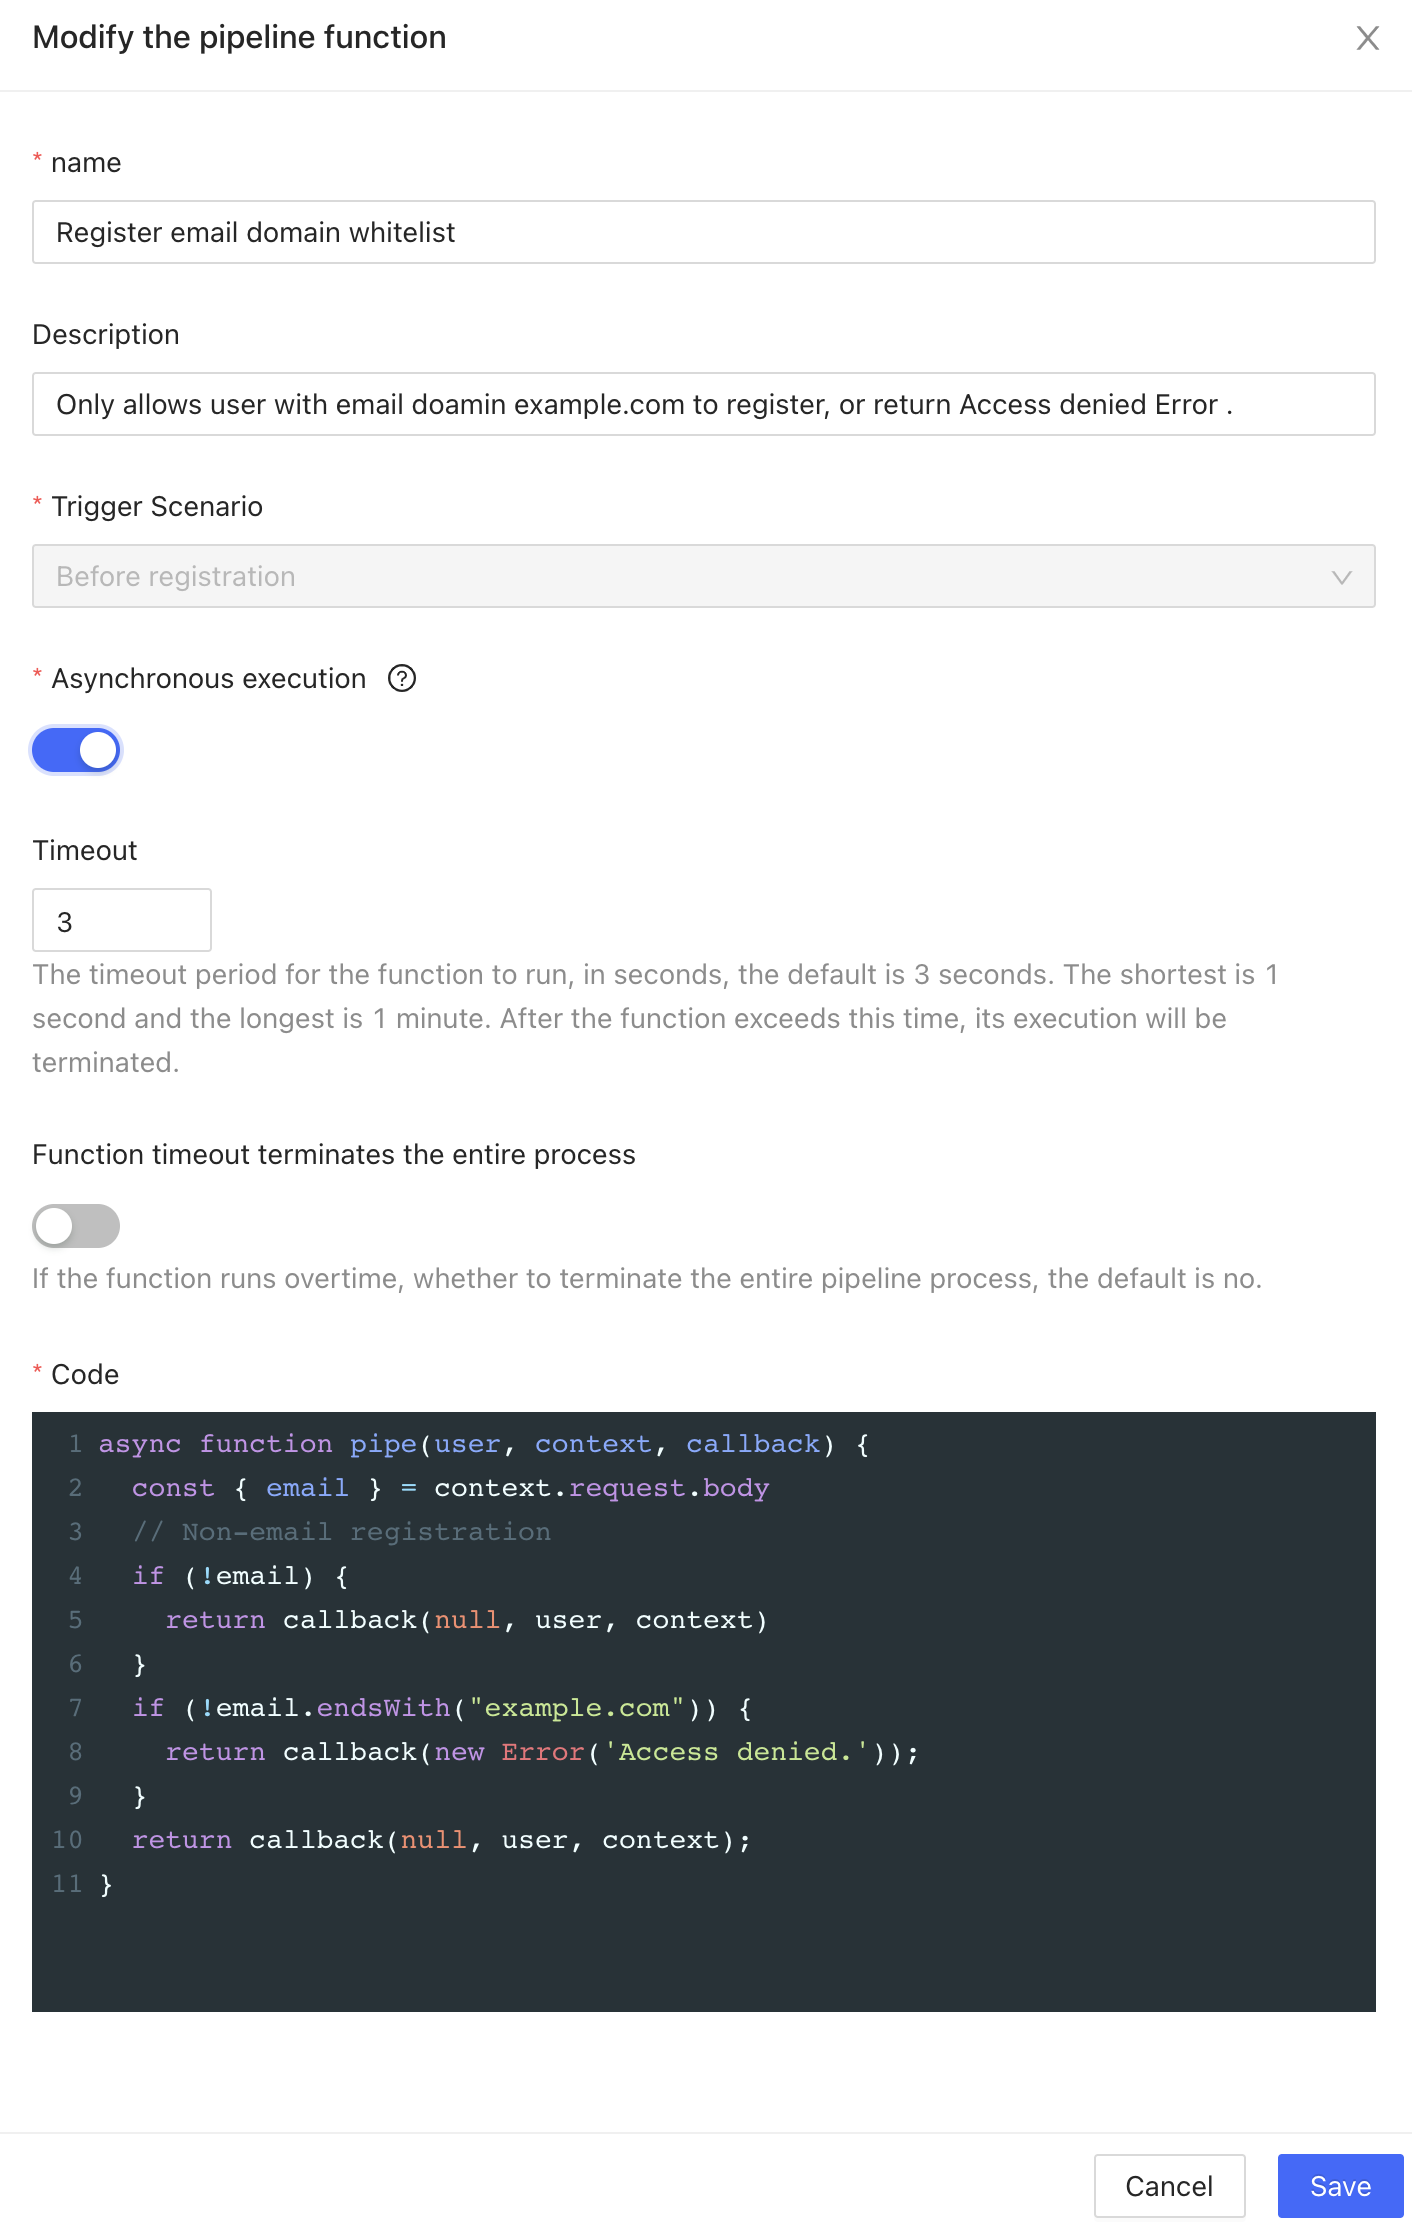 Modify the pipeline function
* name
Register email domain whitelist
Description
Only allows user with email doamin example.com to register, or return Access denied Error .
* Trigger Scenario
Before registration
* Asynchronous execution ?
Timeout
3
The timeout period for the function to run, in seconds, the default is 3 seconds. The shortest is 1
second and the longest is 1 minute. After the function exceeds this time, its execution will be
terminated.
Function timeout terminates the entire process
If the function runs overtime, whether to terminate the entire pipeline process, the default is no.
* Code
1 async function pipe(user, context, callback) {
2   const { email } = context.request.body
3   // Non-email registration
4   if (!email) {
5     return callback(null, user, context)
6   }
7   if (!email.endsWith("example.com")) {
8     return callback(new Error('Access denied.'));
9   }
10   return callback(null, user, context);
11 }
Cancel
Save